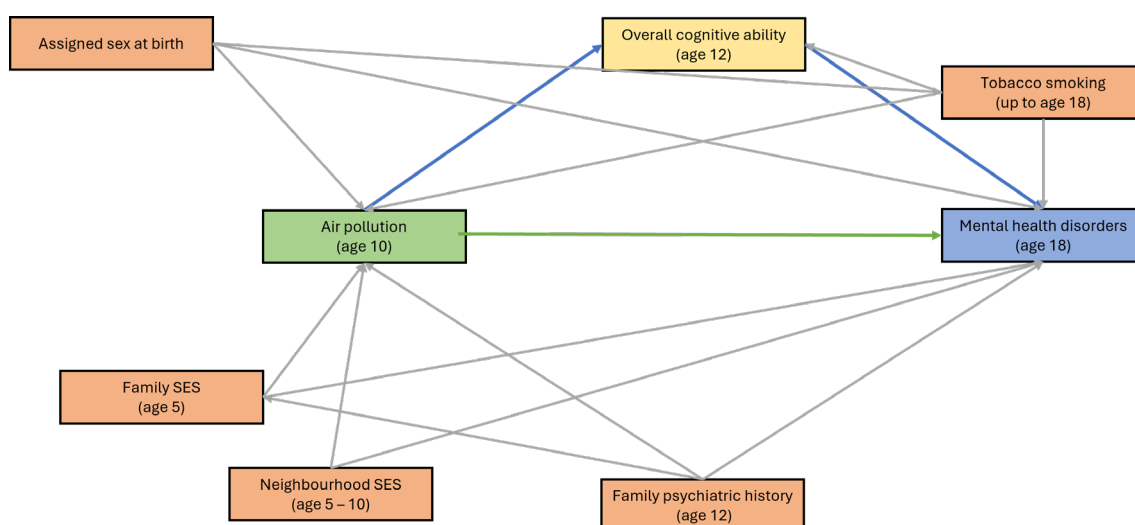 Assigned sex at birth
Overall cognitive ability
(age 12)
Tobacco smoking
(up to age 18)
Air pollution
(age 10)
Mental health disorders
(age 18)
Family SES
(age 5)
Neighbourhood SES
(age 5 – 10)
Family psychiatric history
(age 12)